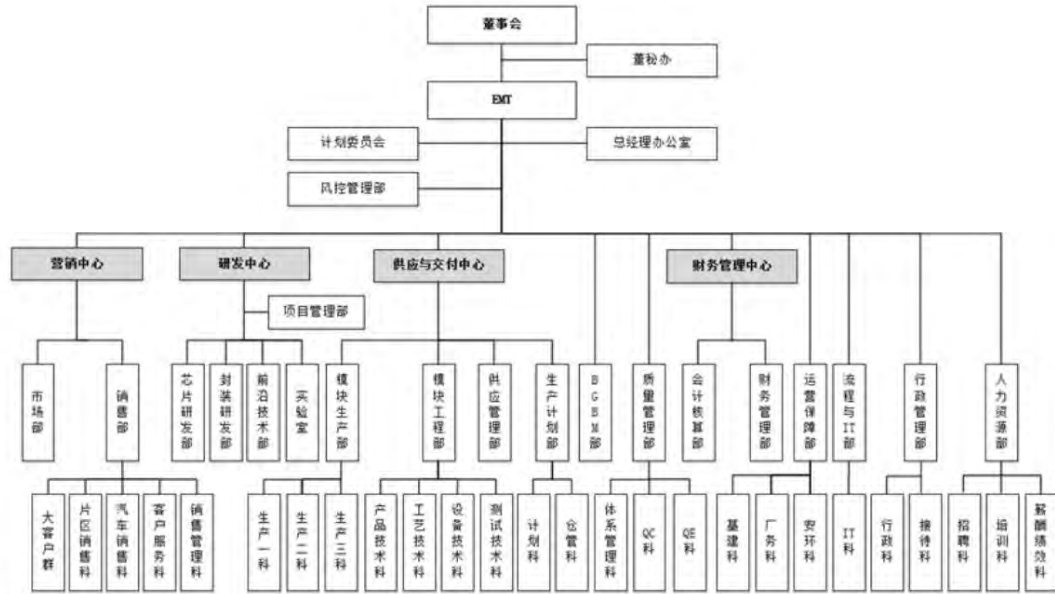 董事会
董秘办
EMT
计划委员会
总经理办公室
风控管理部
营销中心
研发中心
供应与交付中心
财务管理中心
项目管理部
市场部
销售部
芯片研发部
封装研发部
前沿技术部
实验室
模块生产部
模块工程部
供应管理部
生产计划部
BGBM部
质量管理部
会计核算部
财务管理部
运营保障部
流程与IT部
行政管理部
人力资源部
大客户群
片区销售科
汽车销售科
客户服务科
销售管理科
生产一科
生产二科
生产三科
产品技术科
工艺技术科
设备技术科
测试技术科
计划科
仓管科
体系管理科
QC科
QE科
基建科
厂务科
安环科
IT科
行政科
接待科
招聘科
培训科
薪酬绩效科